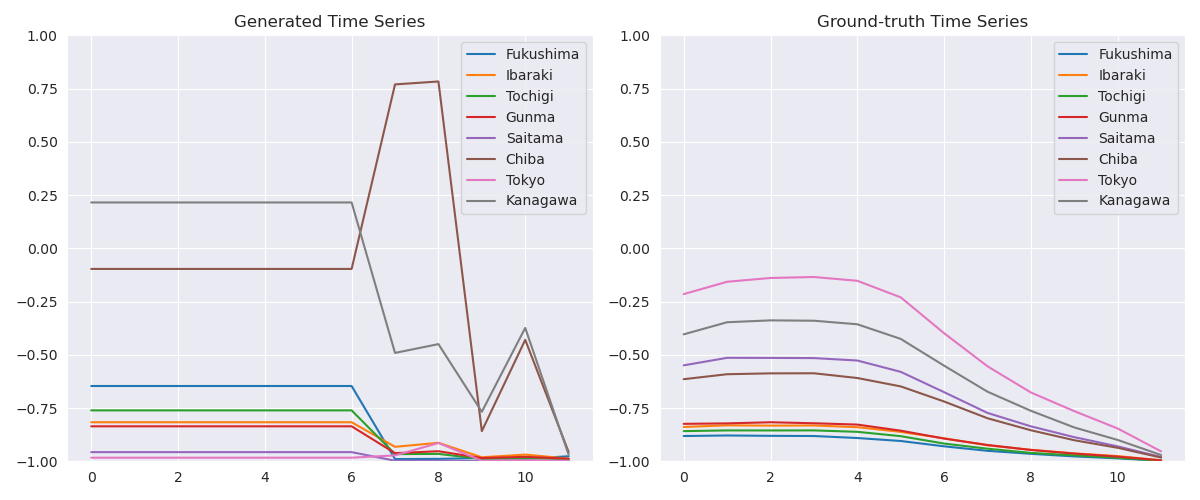 Generated Time Series
1.00
0.75
0.50
0.25
0.00
−0.25
−0.50
−0.75
−1.00
0 2 4 6 8 10
Fukushima
Ibaraki
Tochigi
Gunma
Saitama
Chiba
Tokyo
Kanagawa
Ground-truth Time Series
1.00
0.75
0.50
0.25
0.00
−0.25
−0.50
−0.75
−1.00
0 2 4 6 8 10
Fukushima
Ibaraki
Tochigi
Gunma
Saitama
Chiba
Tokyo
Kanagawa